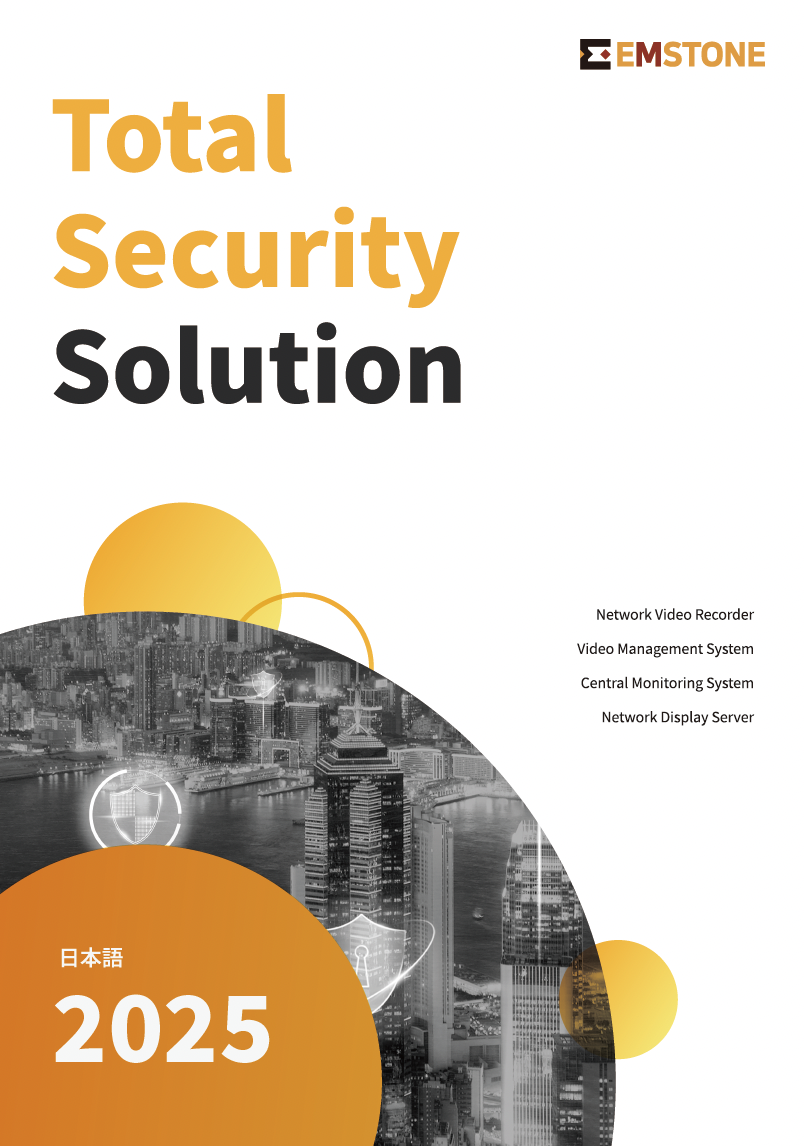 EMSTONE
Total
Security
Solution
Network Video Recorder
Video Management System
Central Monitoring System
Network Display Server
日本語
2025